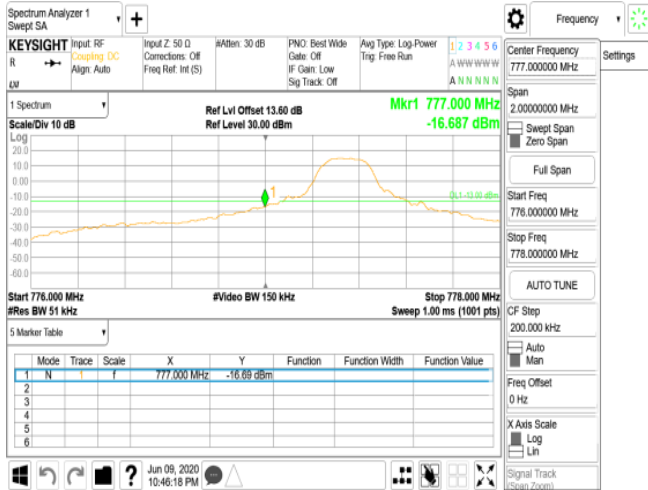 Spectrum Analyzer 1
Swept SA
Frequency
KEYSIGHT
R
Input: RF
Coupling: DC
Align: Auto
Input Z: 50 Ω
Corrections: Off
Freq Ref: Int (S)
#Atten: 30 dB
PNO: Best Wide
Gate: Off
IF Gain: Low
Sig Track: Off
Avg Type: Log-Power
Trig: Free Run
1 2 3 4 5 6
A W W W W W
A N N N N N
1 Spectrum
Scale/Div 10 dB
Ref Lvl Offset 13.60 dB
Ref Level 30.00 dBm
Mkr1 777.000 MHz
-16.687 dBm
Log
20.0
10.0
0.00
-10.0
-20.0
-30.0
-40.0
-50.0
-60.0
1
DL1 -13.00 dBm
Start 776.000 MHz
#Res BW 51 kHz
#Video BW 150 kHz
Stop 778.000 MHz
Sweep 1.00 ms (1001 pts)
5 Marker Table
Mode Trace Scale X Y Function Function Width Function Value
1 N 1 f 777.000 MHz -16.69 dBm
2
3
4
5
6
Jun 09, 2020
10:46:18 PM
Center Frequency
777.000000 MHz
Settings
Span
2.00000000 MHz
Swept Span
Zero Span
Full Span
Start Freq
776.000000 MHz
Stop Freq
778.000000 MHz
AUTO TUNE
CF Step
200.000 kHz
Auto
Man
Freq Offset
0 Hz
X Axis Scale
Log
Lin
Signal Track
(Span Zoom)